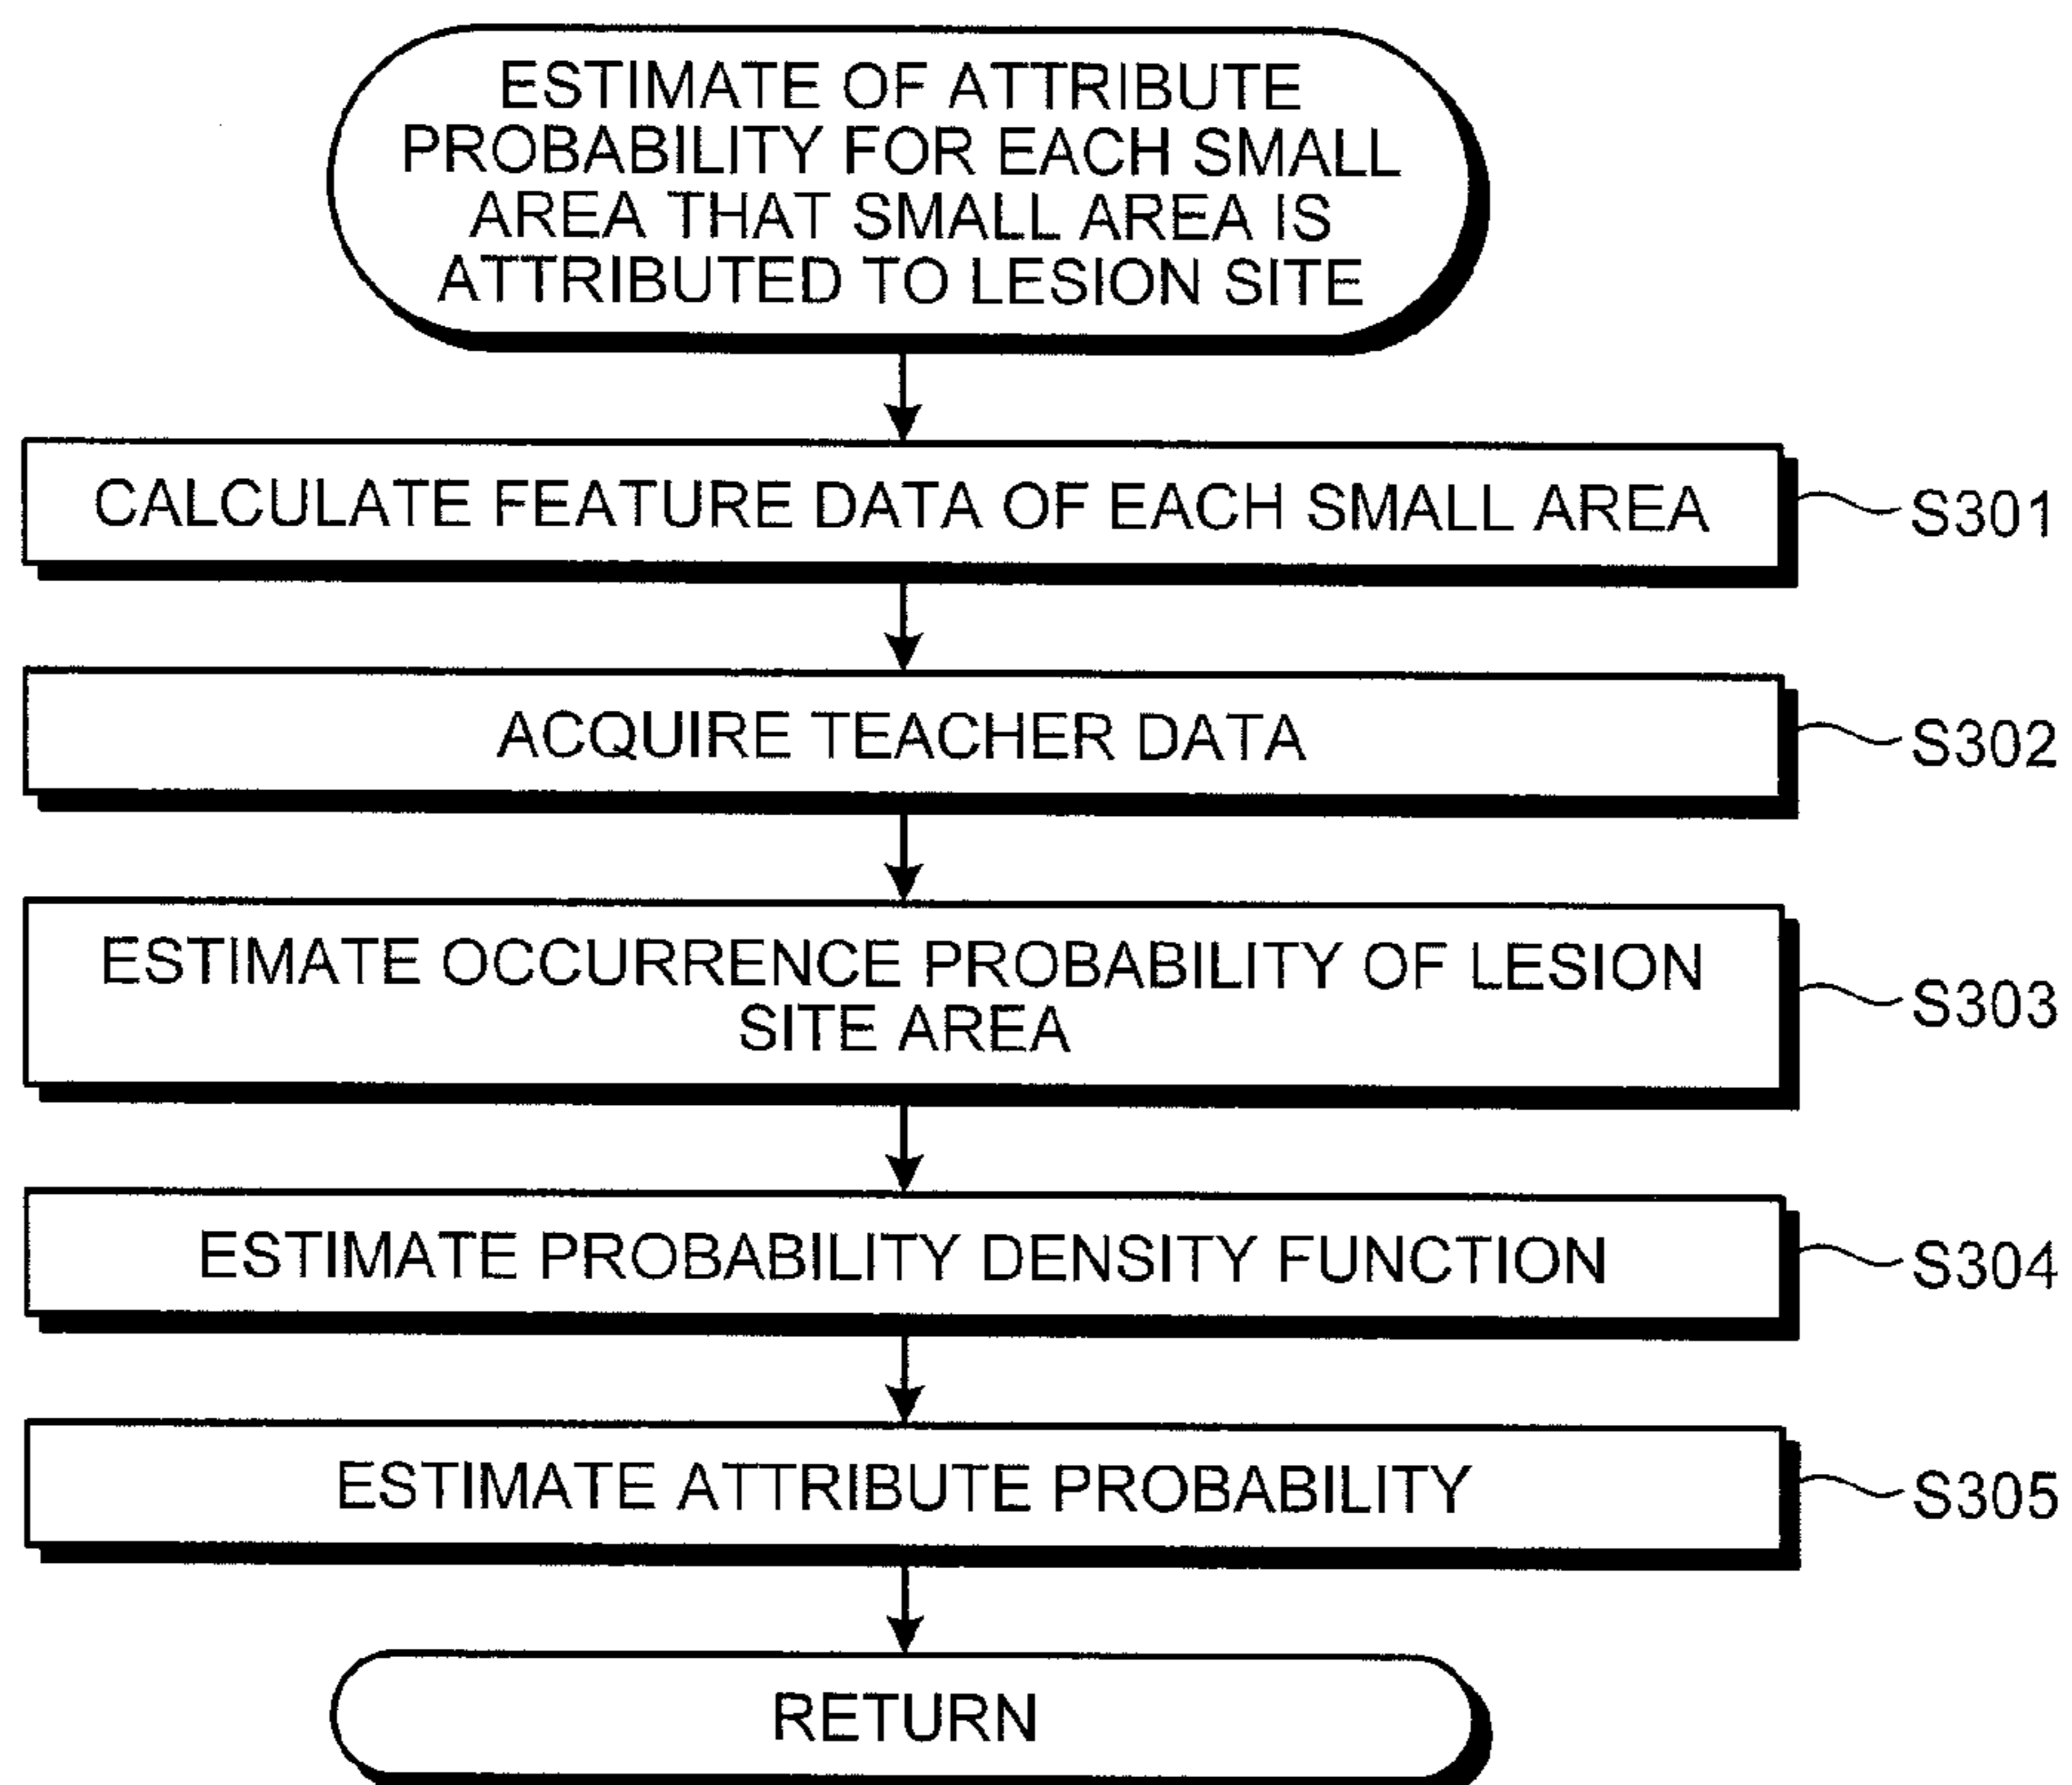 ESTIMATE OF ATTRIBUTE
PROBABILITY FOR EACH SMALL
AREA THAT SMALL AREA IS
ATTRIBUTED TO LESION SITE
CALCULATE FEATURE DATA OF EACH SMALL AREA
S301
ACQUIRE TEACHER DATA
S302
ESTIMATE OCCURRENCE PROBABILITY OF LESION
SITE AREA
S303
ESTIMATE PROBABILITY DENSITY FUNCTION
S304
ESTIMATE ATTRIBUTE PROBABILITY
S305
RETURN